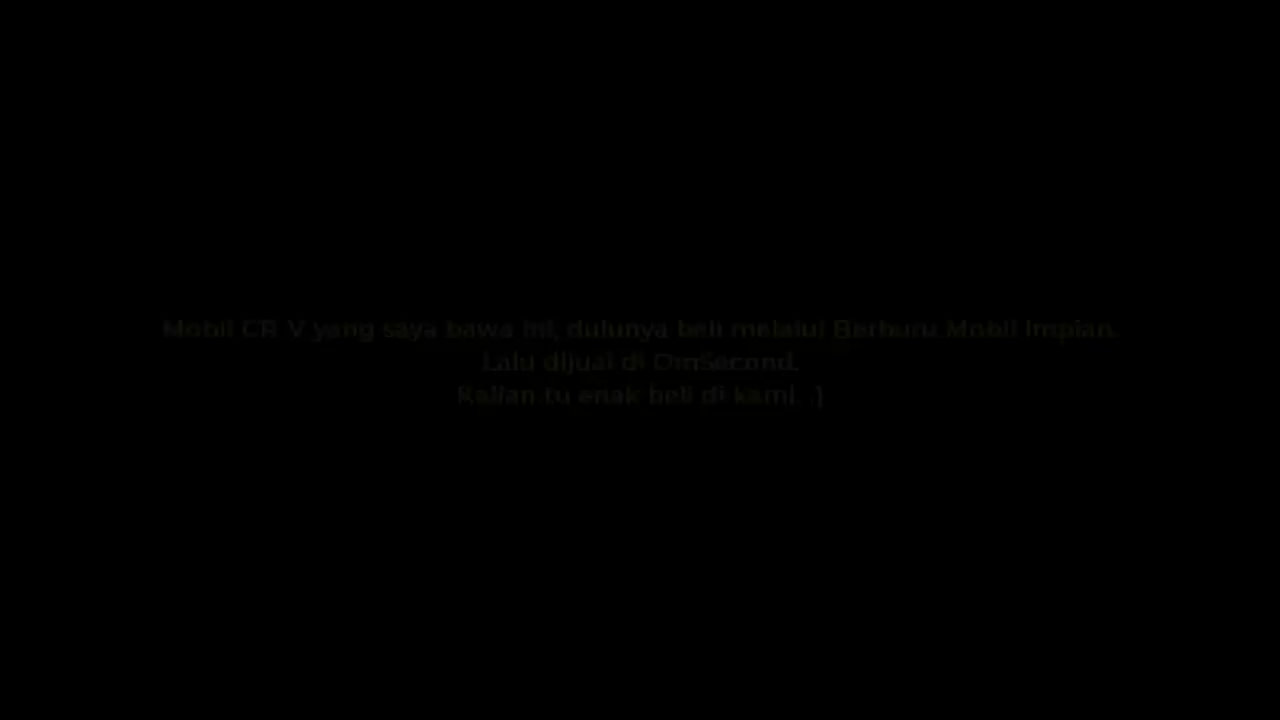 Mobil CR-V yang saya bawa ini, dulunya beli melalui Berburu Mobil Impian.
Lalu dijual di OmSecond.
Kalian tu enak beli di kami. :)